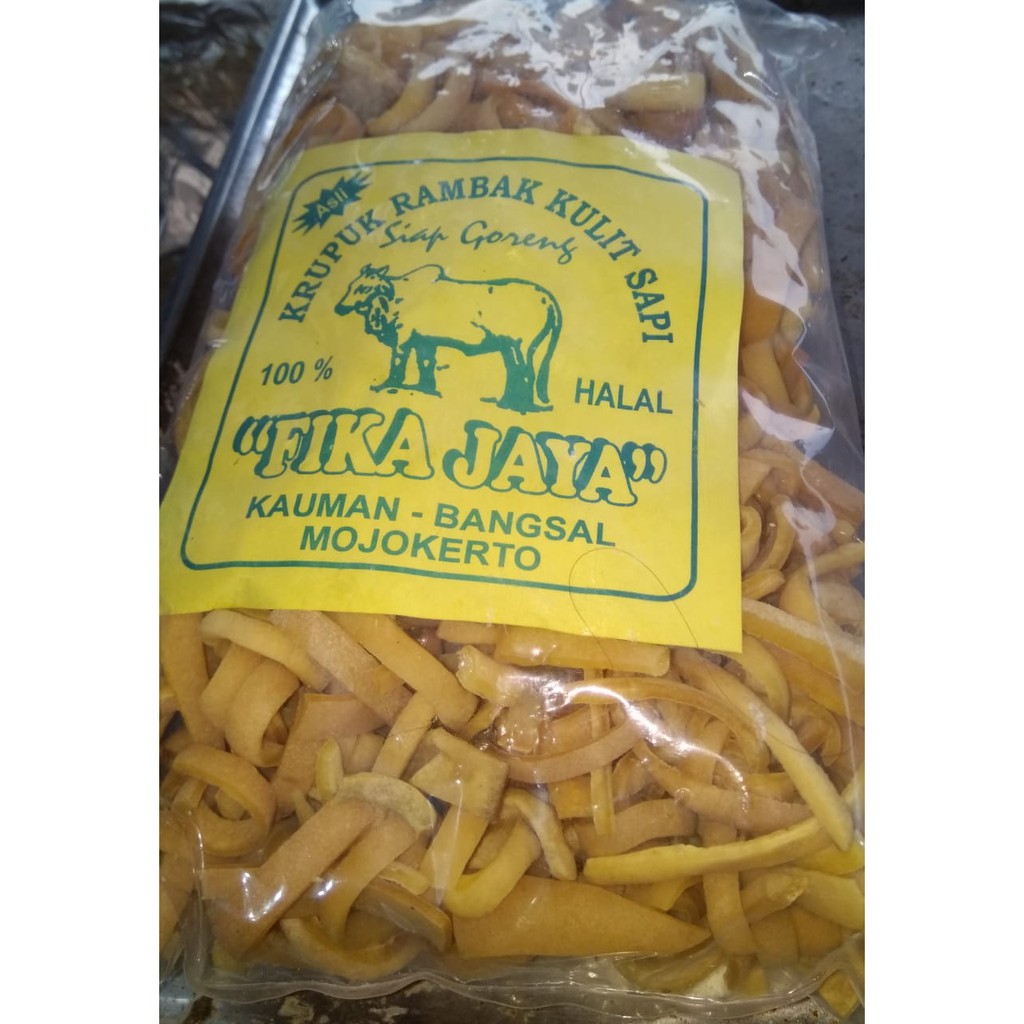 Asli
KRUPUK RAMBAK KULIT SAPI
Siap Goreng
100 %
HALAL
"FIKA JAYA"
KAUMAN - BANGSAL
MOJOKERTO